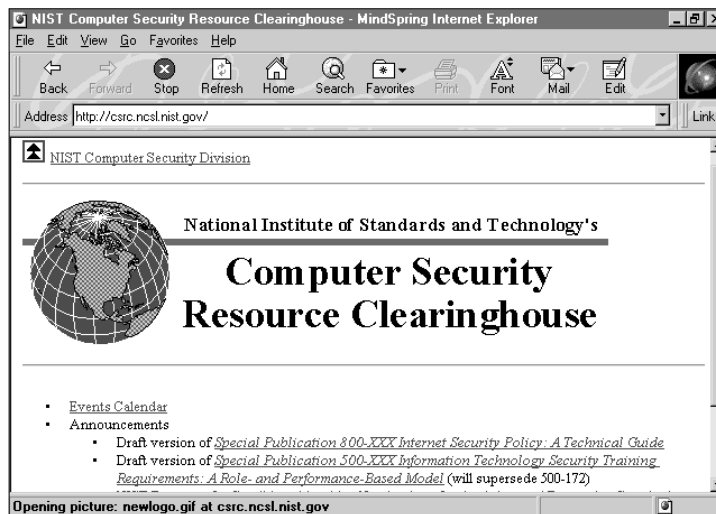 NIST Computer Security Resource Clearinghouse - MindSpring Internet Explorer
File Edit View Go Favorites Help
Back Forward Stop Refresh Home Search Favorites Print Font Mail Edit
Address http://csrc.ncsl.nist.gov/ Link
NIST Computer Security Division
National Institute of Standards and Technology's
Computer Security
Resource Clearinghouse
• Events Calendar
• Announcements
• Draft version of Special Publication 800-XXX Internet Security Policy: A Technical Guide
• Draft version of Special Publication 500-XXX Information Technology Security Training
Requirements: A Role- and Performance-Based Model (will supersede 500-172)
Opening picture: newlogo.gif at csrc.ncsl.nist.gov